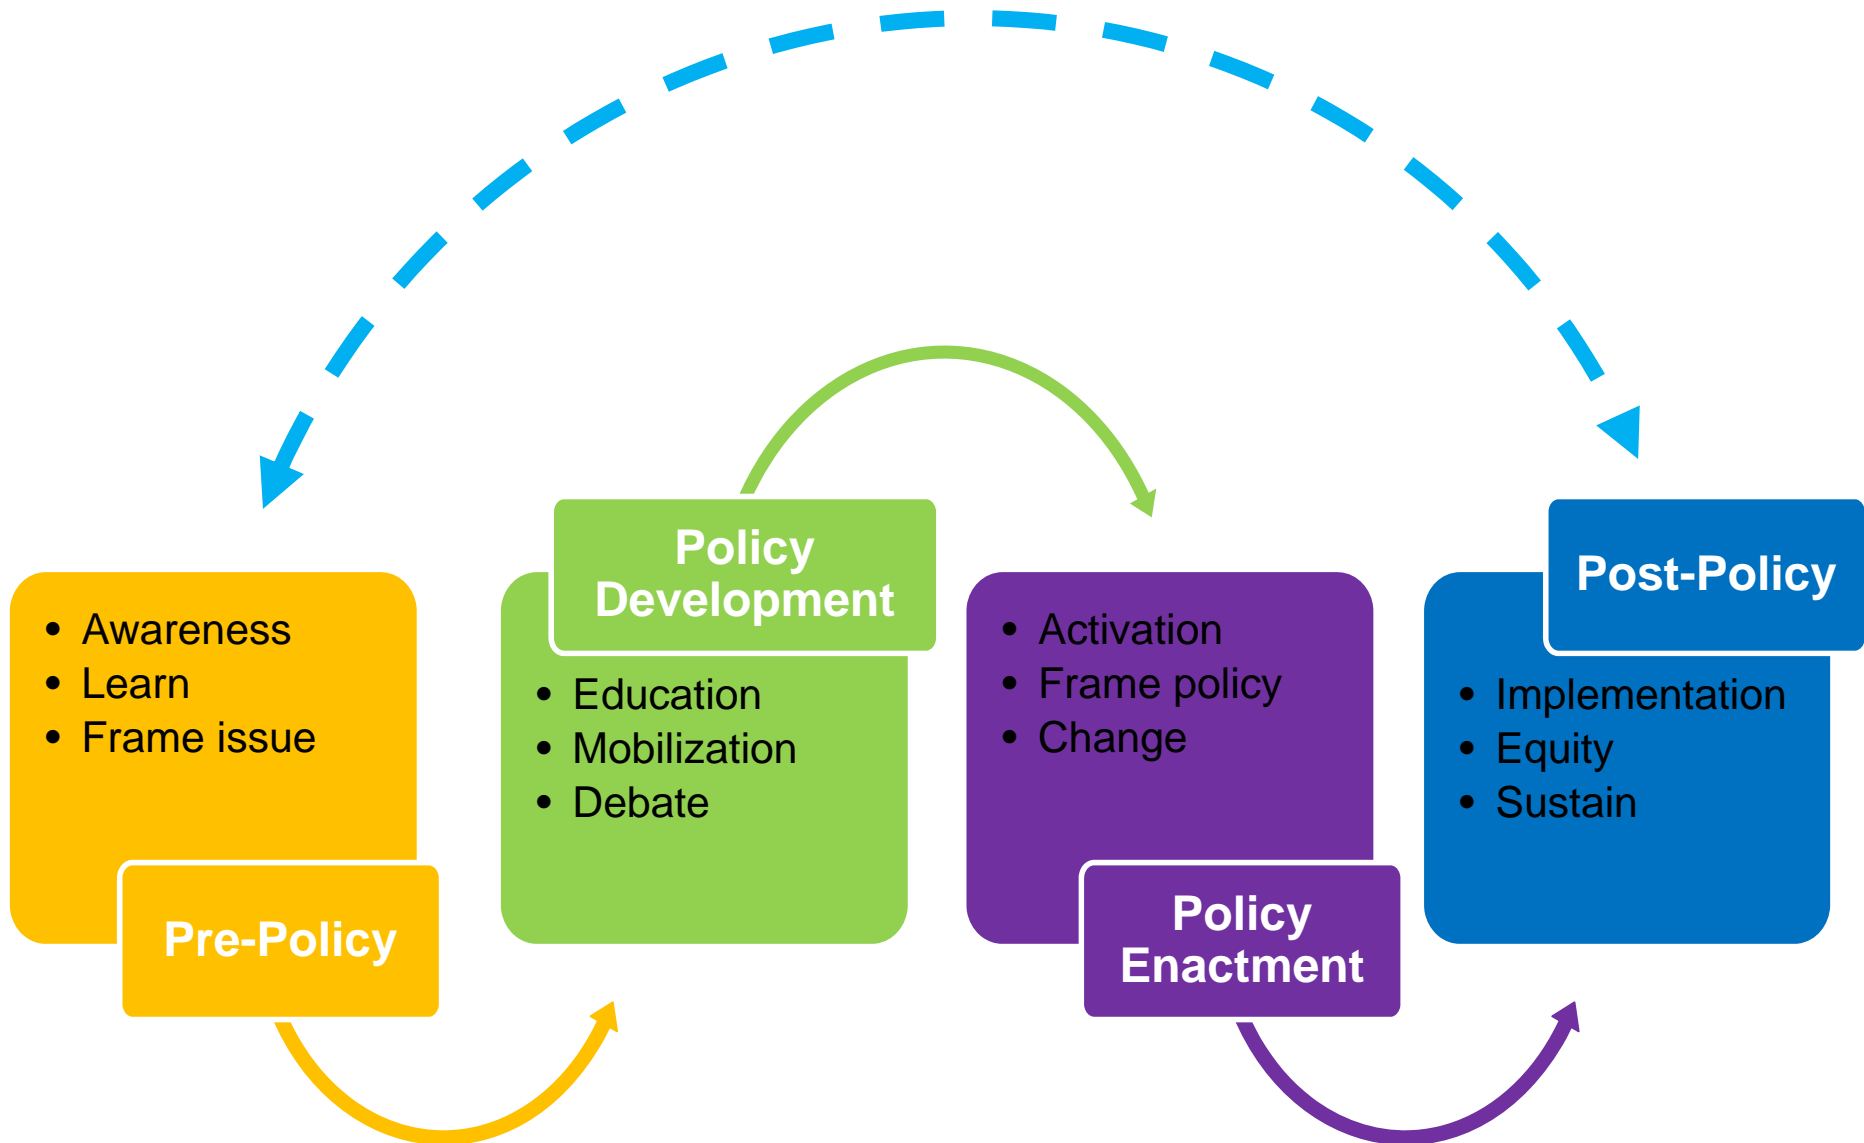 • Awareness
• Learn
• Frame issue
Pre-Policy
Policy
Development
• Education
• Mobilization
• Debate
• Activation
• Frame policy
• Change
Policy
Enactment
Post-Policy
• Implementation
• Equity
• Sustain